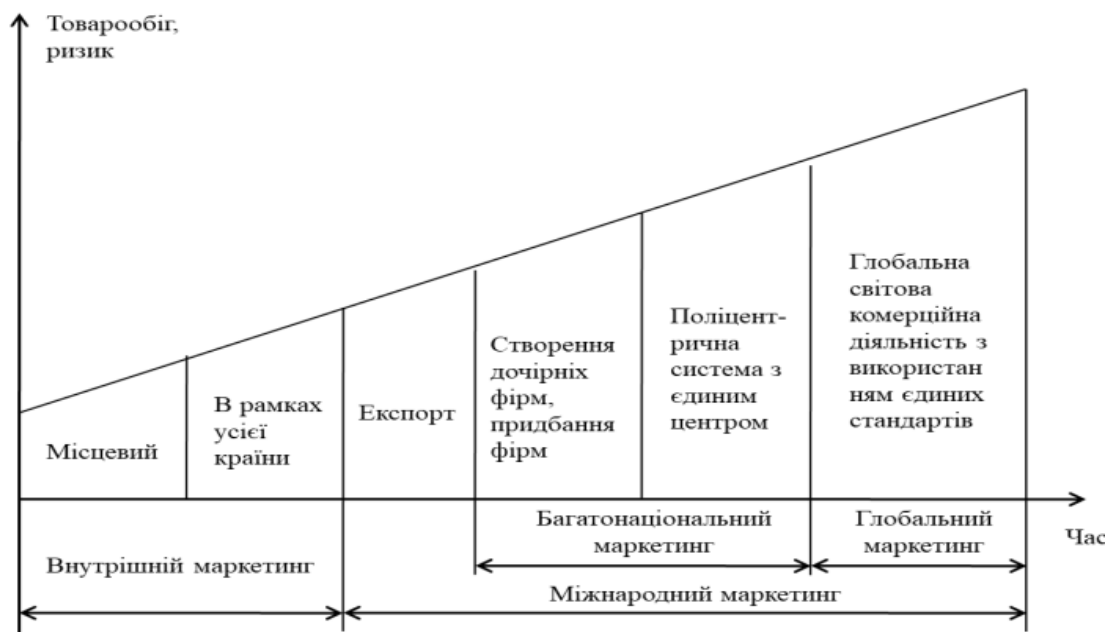 Товарообіг,
ризик
Місцевий
В рамках
усієї
країни
Експорт
Створення
дочірніх
фірм,
придбання
фірм
Поліцент-
рична
система з
єдиним
центром
Глобальна
світова
комерційна
діяльність з
використан
ням єдиних
стандартів
Час
Внутрішній маркетинг
Багатонаціональний
маркетинг
Глобальний
маркетинг
Міжнародний маркетинг